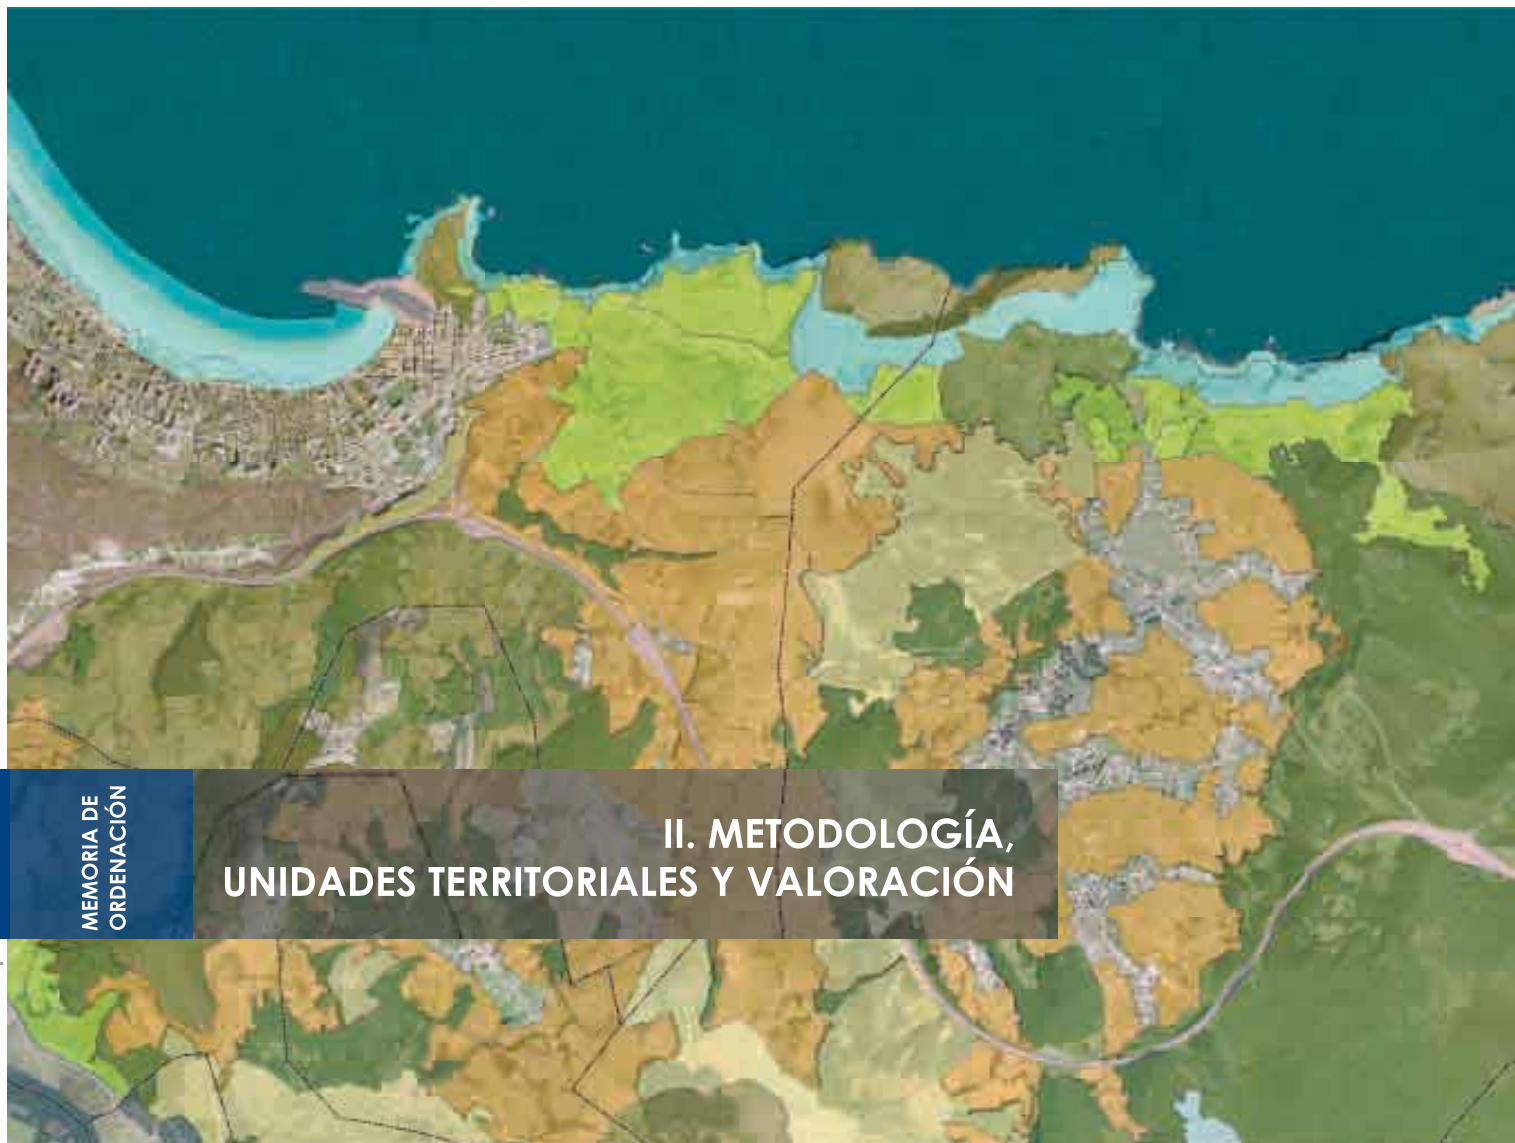 MEMORIA DE
ORDENACIÓN
II. METODOLOGÍA,
UNIDADES TERRITORIALES Y VALORACIÓN